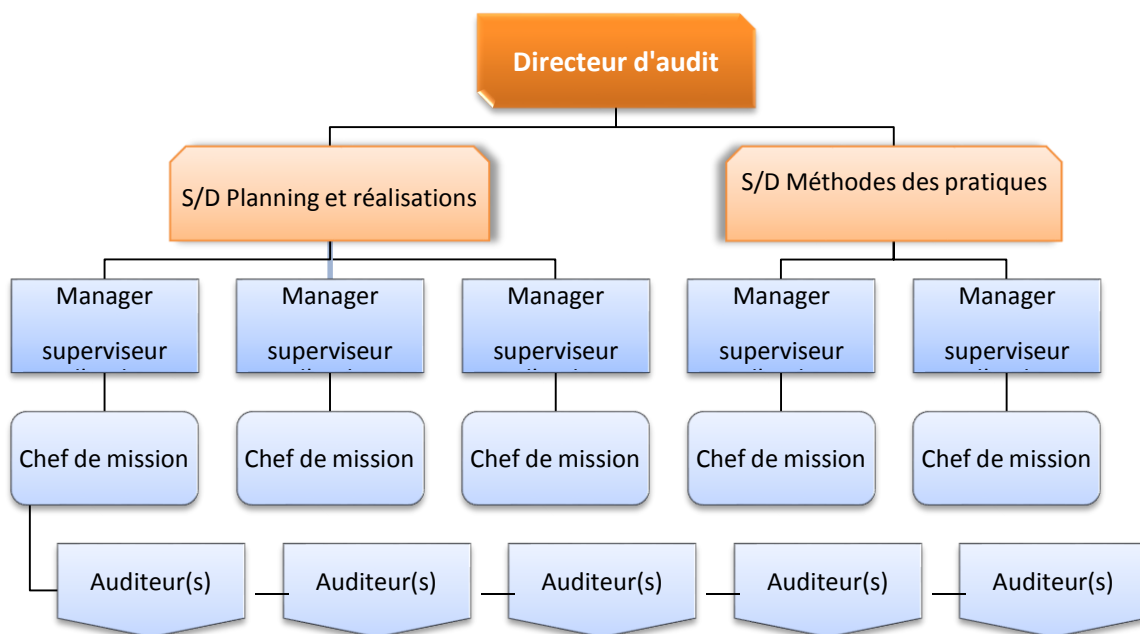 Directeur d'audit
S/D Planning et réalisations
S/D Méthodes des pratiques
Manager
superviseur
Manager
superviseur
Manager
superviseur
Manager
superviseur
Manager
superviseur
Chef de mission
Chef de mission
Chef de mission
Chef de mission
Chef de mission
Auditeur(s)
Auditeur(s)
Auditeur(s)
Auditeur(s)
Auditeur(s)